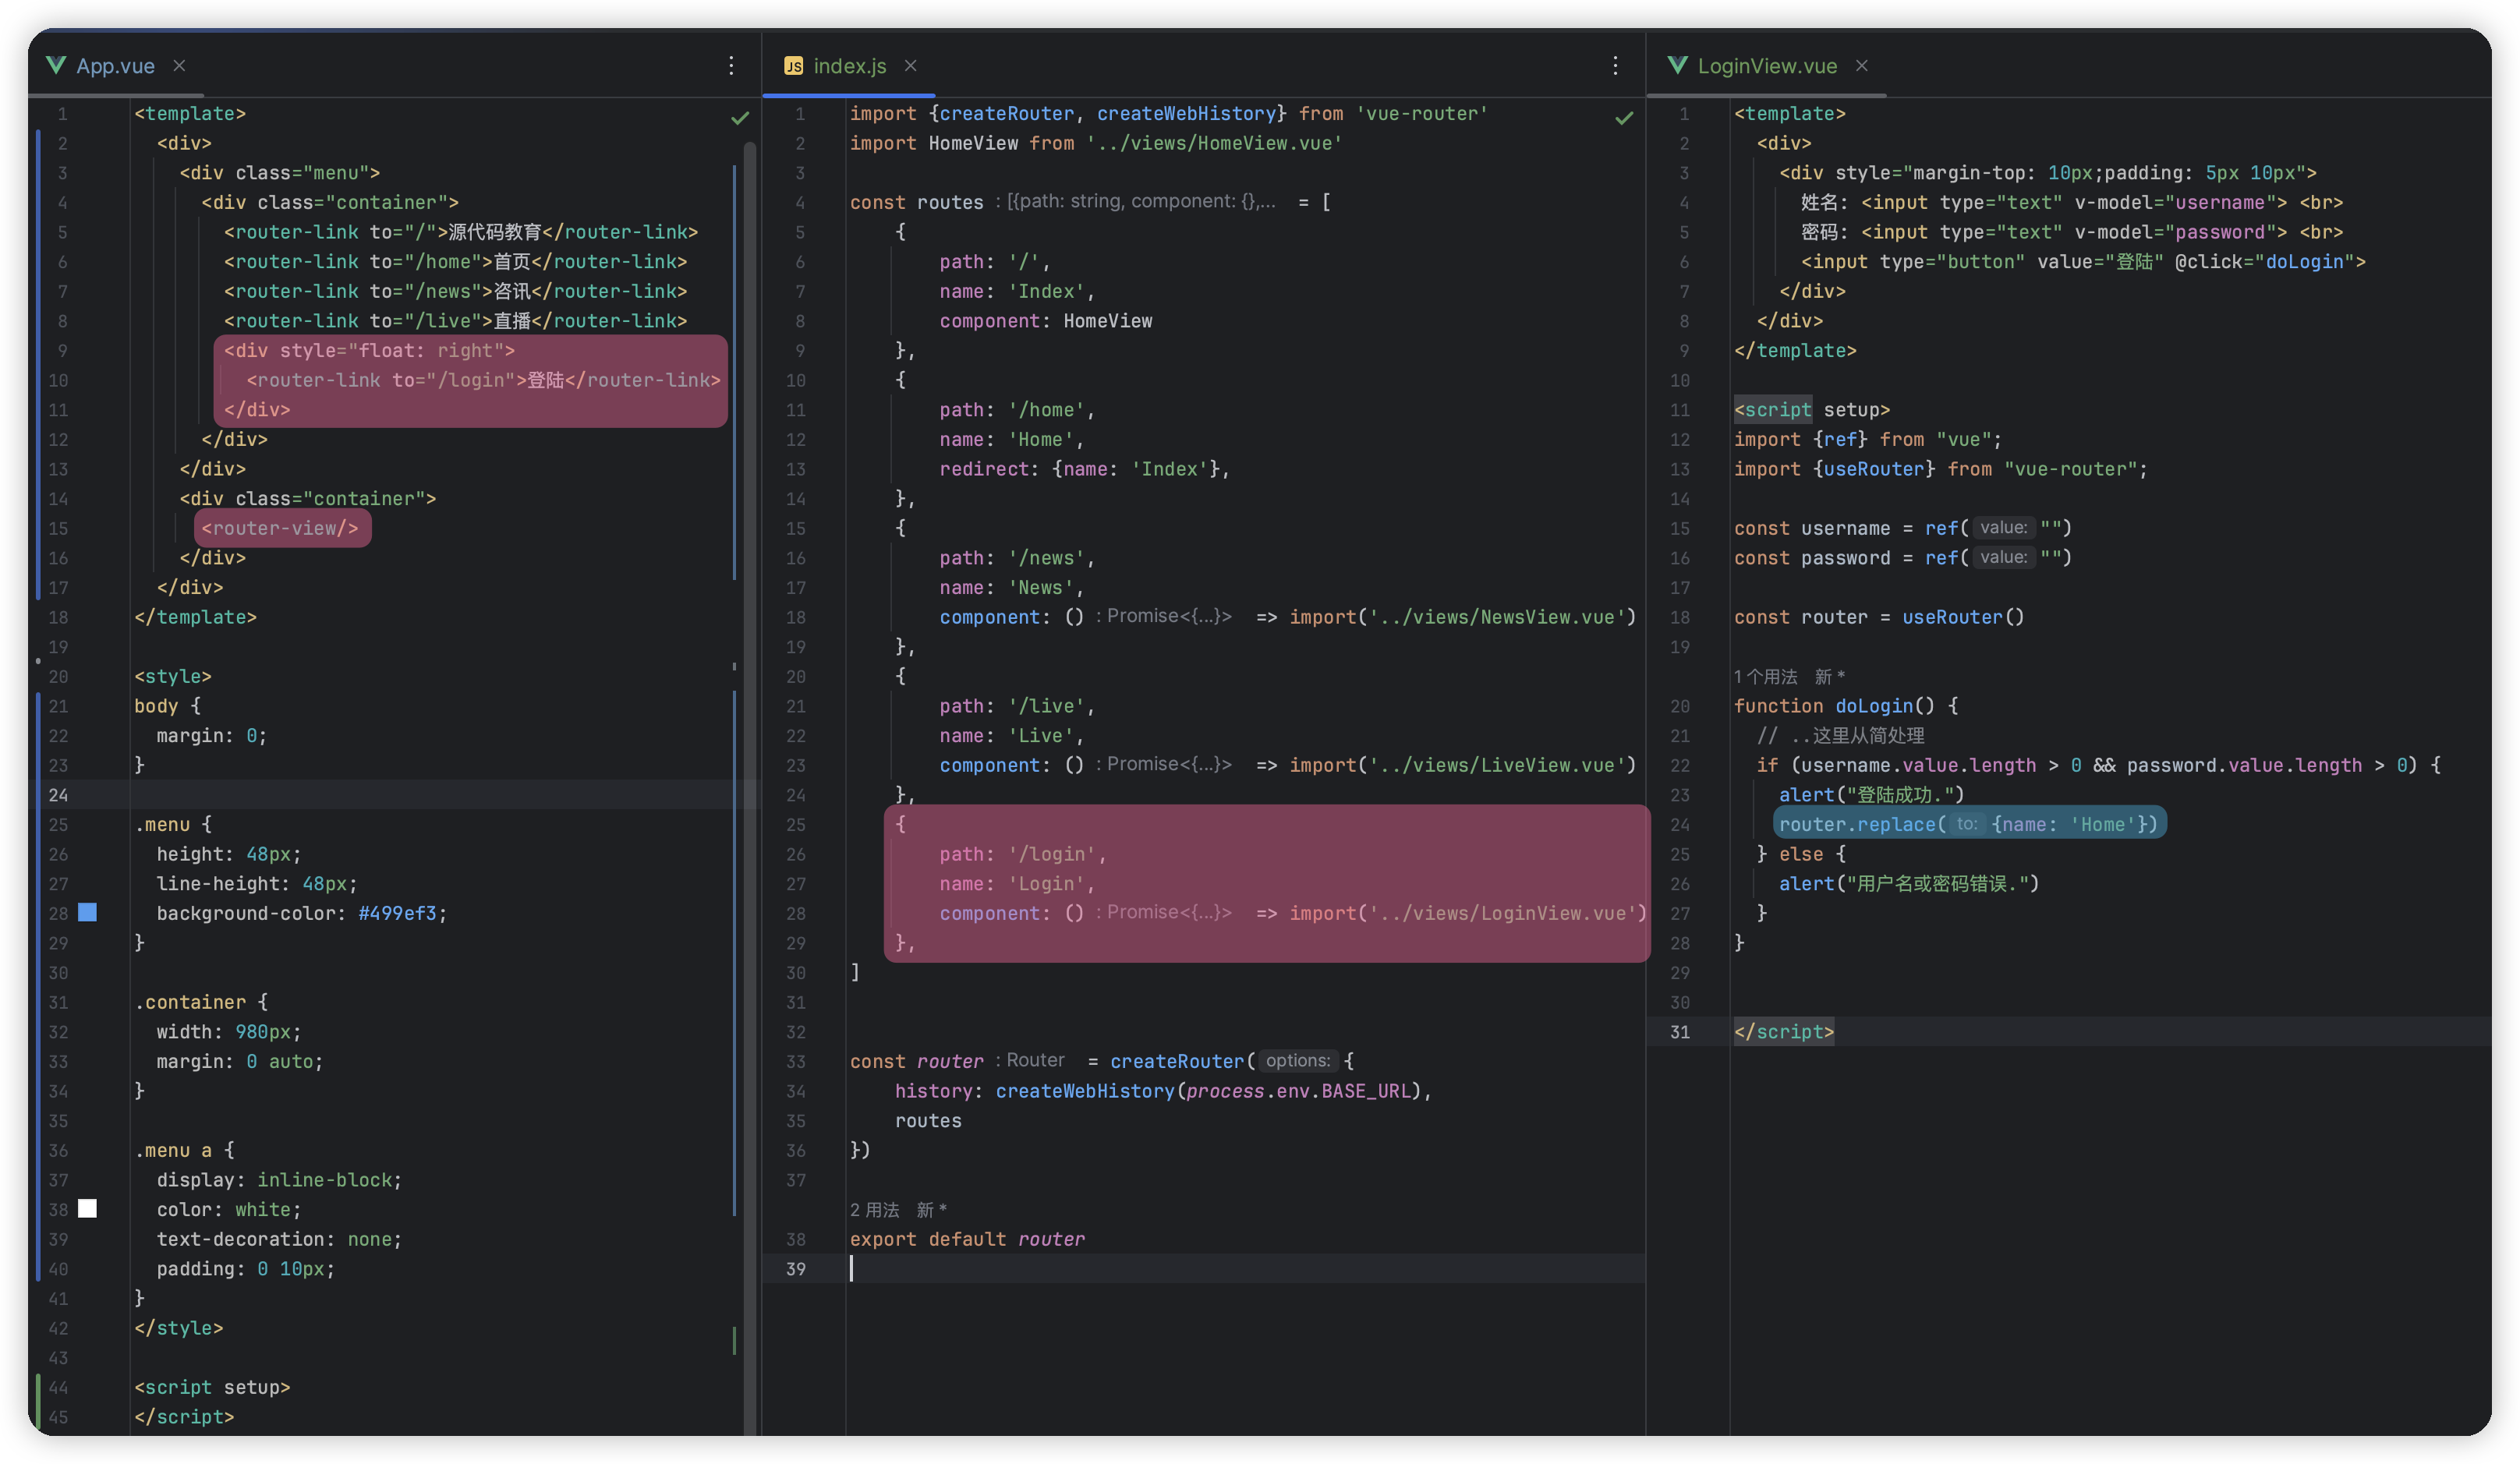 App.vue
1 <template>
2 <div>
3 <div class="menu">
4 <div class="container">
5 <router-link to="/">源代码教育</router-link>
6 <router-link to="/home">首页</router-link>
7 <router-link to="/news">咨讯</router-link>
8 <router-link to="/live">直播</router-link>
9 <div style="float: right">
10 <router-link to="/login">登陆</router-link>
11 </div>
12 </div>
13 </div>
14 <div class="container">
15 <router-view/>
16 </div>
17 </div>
18 </template>
19
20 <style>
21 body {
22 margin: 0;
23 }
24
25 .menu {
26 height: 48px;
27 line-height: 48px;
28 background-color: #499ef3;
29 }
30
31 .container {
32 width: 980px;
33 margin: 0 auto;
34 }
35
36 .menu a {
37 display: inline-block;
38 color: white;
39 text-decoration: none;
40 padding: 0 10px;
41 }
42 </style>
43
44 <script setup>
45 </script>
JS index.js
1 import {createRouter, createWebHistory} from 'vue-router'
2 import HomeView from '../views/HomeView.vue'
3
4 const routes : [{path: string, component: {},... = [
5 {
6 path: '/',
7 name: 'Index',
8 component: HomeView
9 },
10 {
11 path: '/home',
12 name: 'Home',
13 redirect: {name: 'Index'},
14 },
15 {
16 path: '/news',
17 name: 'News',
18 component: () : Promise<{...}> => import('../views/NewsView.vue')
19 },
20 {
21 path: '/live',
22 name: 'Live',
23 component: () : Promise<{...}> => import('../views/LiveView.vue')
24 },
25 {
26 path: '/login',
27 name: 'Login',
28 component: () : Promise<{...}> => import('../views/LoginView.vue')
29 },
30 ]
31
32
33 const router : Router = createRouter( options: {
34 history: createWebHistory(process.env.BASE_URL),
35 routes
36 })
37
2 用法 新 *
38 export default router
39
LoginView.vue
1 <template>
2 <div>
3 <div style="margin-top: 10px;padding: 5px 10px">
4 姓名: <input type="text" v-model="username"> <br>
5 密码: <input type="text" v-model="password"> <br>
6 <input type="button" value="登陆" @click="doLogin">
7 </div>
8 </div>
9 </template>
10
11 <script setup>
12 import {ref} from "vue";
13 import {useRouter} from "vue-router";
14
15 const username = ref( value: "")
16 const password = ref( value: "")
17
18 const router = useRouter()
19
1 个用法 新 *
20 function doLogin() {
21 // ..这里从简处理
22 if (username.value.length > 0 && password.value.length > 0) {
23 alert("登陆成功.")
24 router.replace( to: {name: 'Home'})
25 } else {
26 alert("用户名或密码错误.")
27 }
28 }
29
30
31 </script>